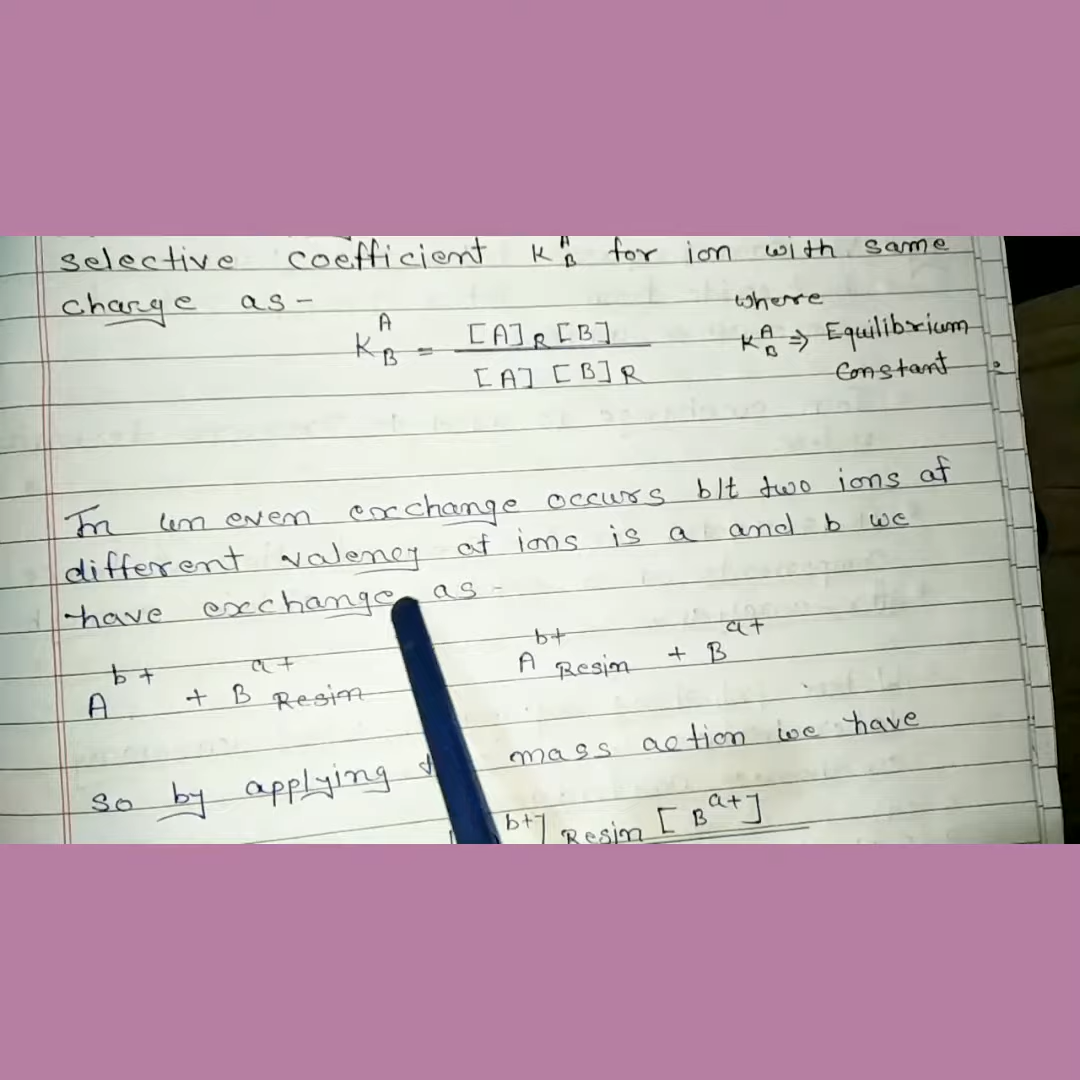 selective coefficient K^A_B for ion with same
charge as-
K^A_B = [A]R [B] / [A] [B]R where K^A_B ⇒ Equilibrium Constant
In un even exchange occurs b/t two ions of
different valency of ions is a and b we
have exchange as-
A^b+ + B^a+ Resin A^b+ Resin + B^a+
so by applying mass action we have
b+] Resin [B^a+]